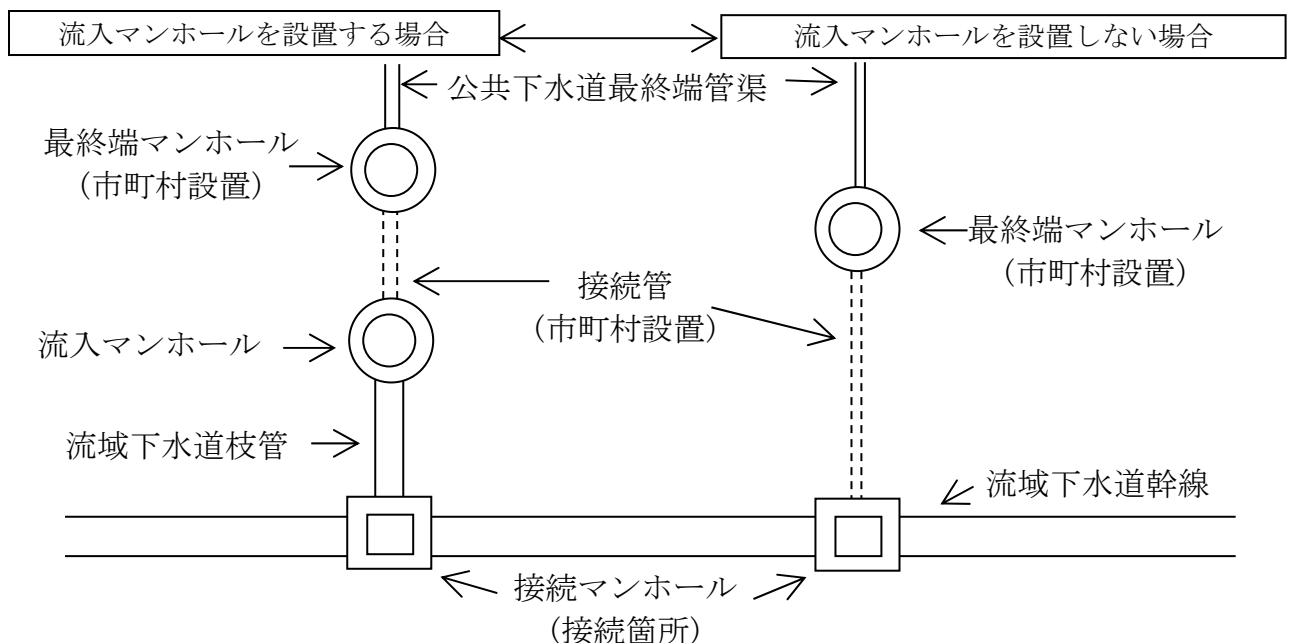 流入マンホールを設置する場合
流入マンホールを設置しない場合
公共下水道最終端管渠
最終端マンホール
（市町村設置）
最終端マンホール
（市町村設置）
接続管
（市町村設置）
流入マンホール
流域下水道枝管
流域下水道幹線
接続マンホール
（接続箇所）